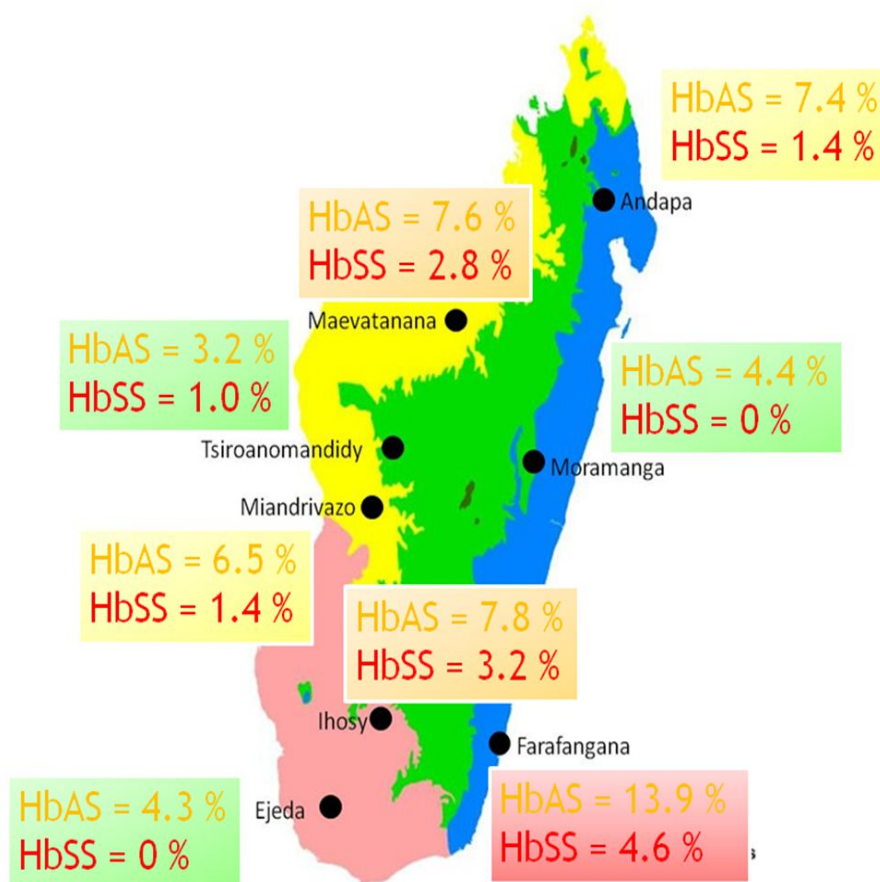 HbAS = 7.4 %
HbSS = 1.4 %
Andapa
HbAS = 7.6 %
HbSS = 2.8 %
Maevatanana
HbAS = 3.2 %
HbSS = 1.0 %
HbAS = 4.4 %
HbSS = 0 %
Tsiroanomandidy
Moramanga
Miandrivazo
HbAS = 6.5 %
HbSS = 1.4 %
HbAS = 7.8 %
HbSS = 3.2 %
Ihosy
Farafangana
HbAS = 4.3 %
HbSS = 0 %
Ejeda
HbAS = 13.9 %
HbSS = 4.6 %